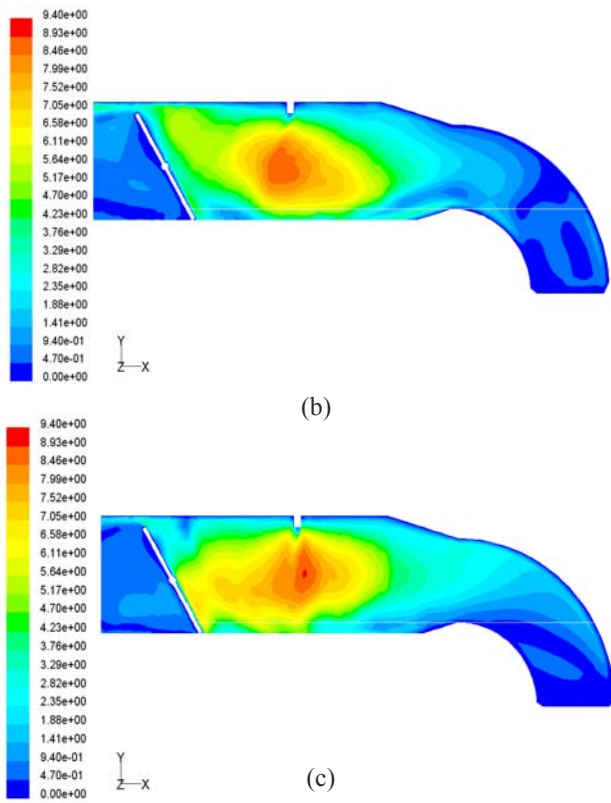 9.40e+00
8.93e+00
8.46e+00
7.99e+00
7.52e+00
7.05e+00
6.58e+00
6.11e+00
5.64e+00
5.17e+00
4.70e+00
4.23e+00
3.76e+00
3.29e+00
2.82e+00
2.35e+00
1.88e+00
1.41e+00
9.40e-01
4.70e-01
0.00e+00
Y
Z X
(b)
9.40e+00
8.93e+00
8.46e+00
7.99e+00
7.52e+00
7.05e+00
6.58e+00
6.11e+00
5.64e+00
5.17e+00
4.70e+00
4.23e+00
3.76e+00
3.29e+00
2.82e+00
2.35e+00
1.88e+00
1.41e+00
9.40e-01
4.70e-01
0.00e+00
Y
Z X
(c)